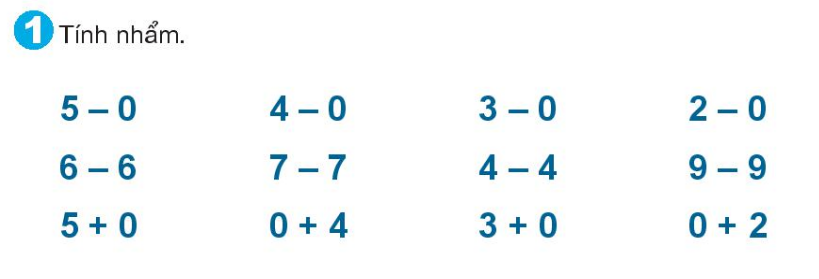 1 Tính nhẩm.
5 – 0 4 – 0 3 – 0 2 – 0
6 – 6 7 – 7 4 – 4 9 – 9
5 + 0 0 + 4 3 + 0 0 + 2